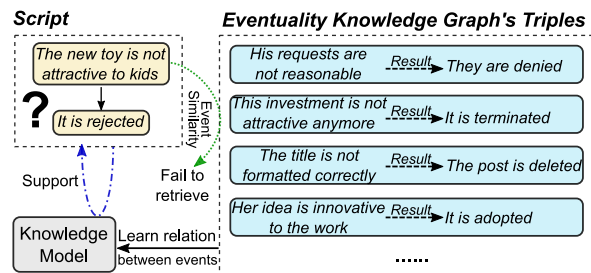 Script
The new toy is not
attractive to kids
?
It is rejected
Event
Similarity
Fail to
retrieve
Support
Knowledge
Model
Learn relation
between events
Eventuality Knowledge Graph's Triples
His requests are
not reasonable
Result
They are denied
This investment is not
attractive anymore
Result
It is terminated
The title is not
formatted correctly
Result
The post is deleted
Her idea is innovative
to the work
Result
It is adopted
......